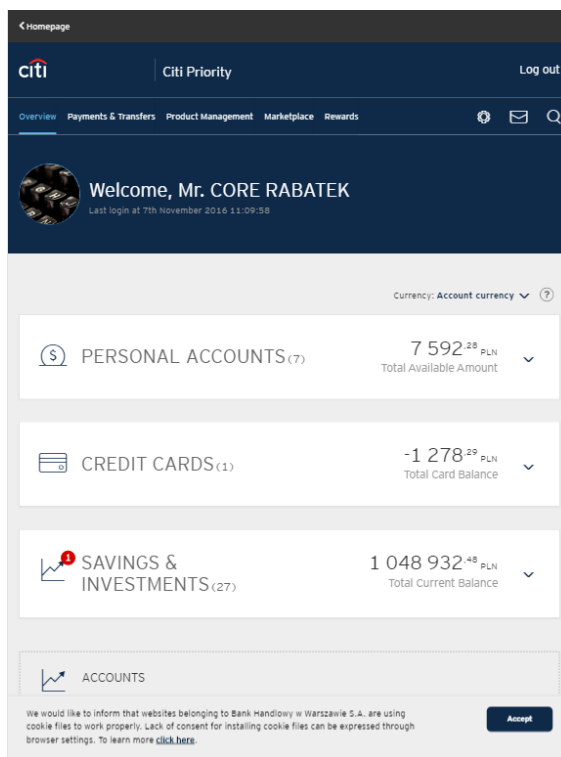 Homepage
citi
Citi Priority
Log out
Overview Payments & Transfers Product Management Marketplace Rewards
Welcome, Mr. CORE RABATEK
Last login at 7th November 2016 11:09:58
Currency: Account currency ?
$ PERSONAL ACCOUNTS(7)
7 592.28 PLN
Total Available Amount
CREDIT CARDS(1)
-1 278.29 PLN
Total Card Balance
1
SAVINGS &
INVESTMENTS(27)
1 048 932.48 PLN
Total Current Balance
ACCOUNTS
We would like to inform that websites belonging to Bank Handlowy w Warszawie S.A. are using
cookie files to work properly. Lack of consent for installing cookie files can be expressed through
browser settings. To learn more click here.
Accept